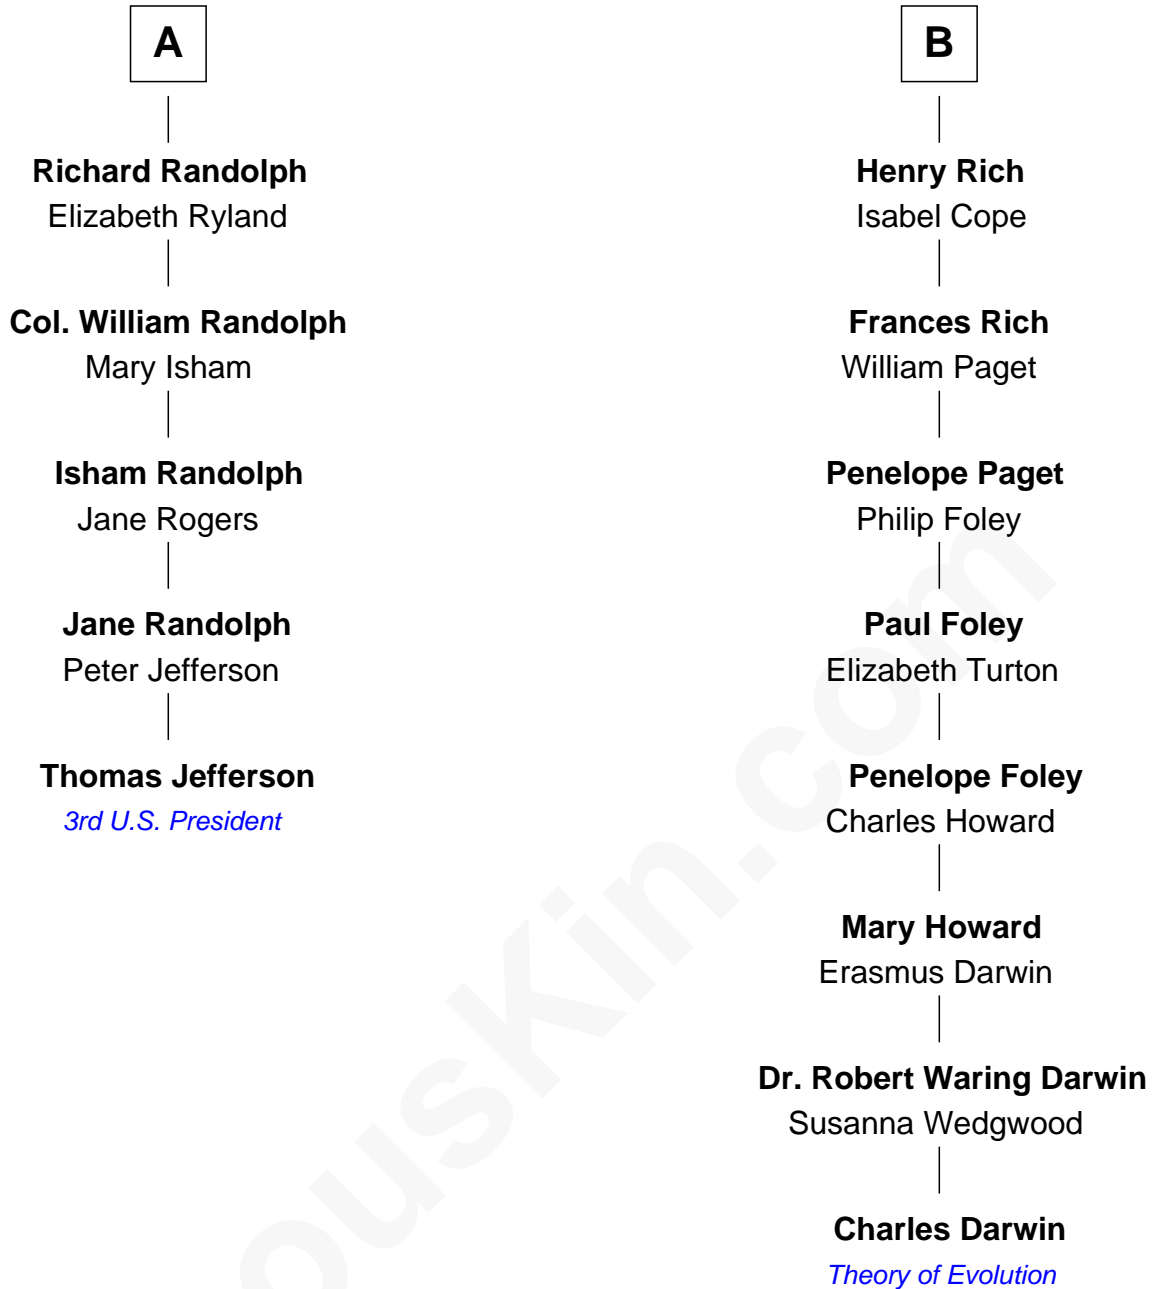 A
Richard Randolph
Elizabeth Ryland
Col. William Randolph
Mary Isham
Isham Randolph
Jane Rogers
Jane Randolph
Peter Jefferson
Thomas Jefferson
3rd U.S. President
B
Henry Rich
Isabel Cope
Frances Rich
William Paget
Penelope Paget
Philip Foley
Paul Foley
Elizabeth Turton
Penelope Foley
Charles Howard
Mary Howard
Erasmus Darwin
Dr. Robert Waring Darwin
Susanna Wedgwood
Charles Darwin
Theory of Evolution
ousKin.com